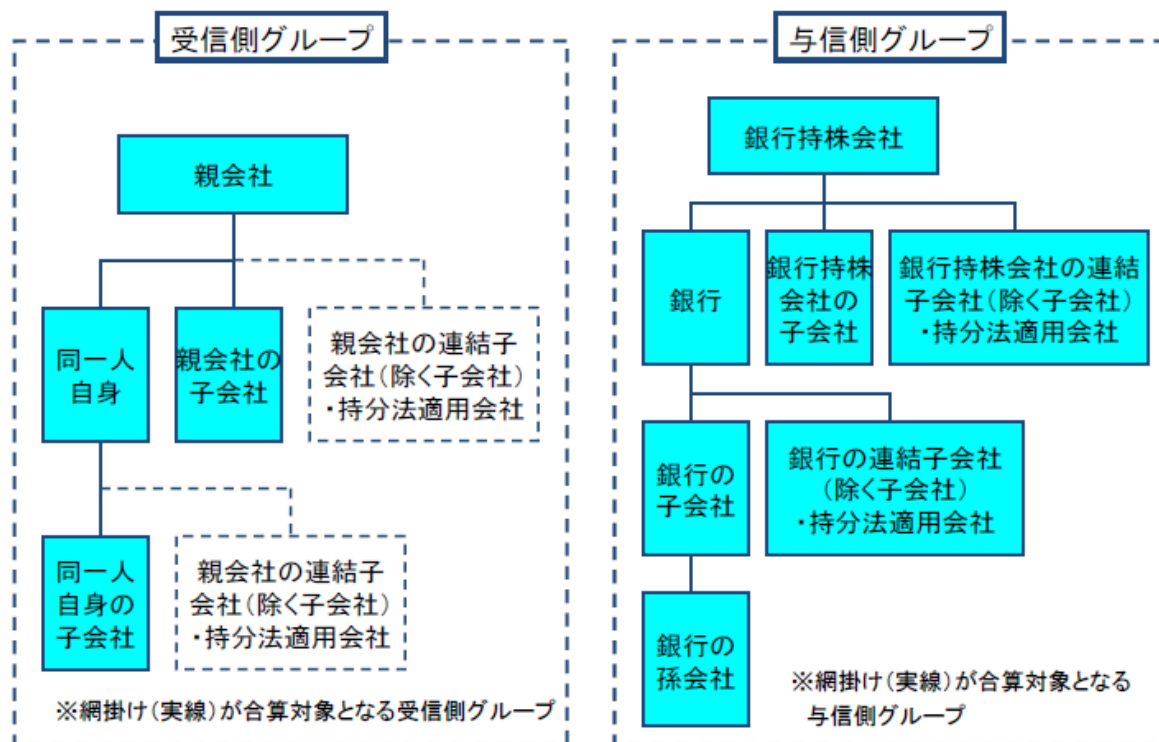 受信側グループ
親会社
同一人
自身
親会社の
子会社
親会社の連結子
会社(除く子会社)
・持分法適用会社
同一人
自身の
子会社
親会社の連結子
会社(除く子会社)
・持分法適用会社
※網掛け(実線)が合算対象となる受信側グループ
与信側グループ
銀行持株会社
銀行
銀行持株
会社の
子会社
銀行持株会社の連結
子会社(除く子会社)
・持分法適用会社
銀行の
子会社
銀行の連結子会社
(除く子会社)
・持分法適用会社
銀行の
孫会社
※網掛け(実線)が合算対象となる
与信側グループ